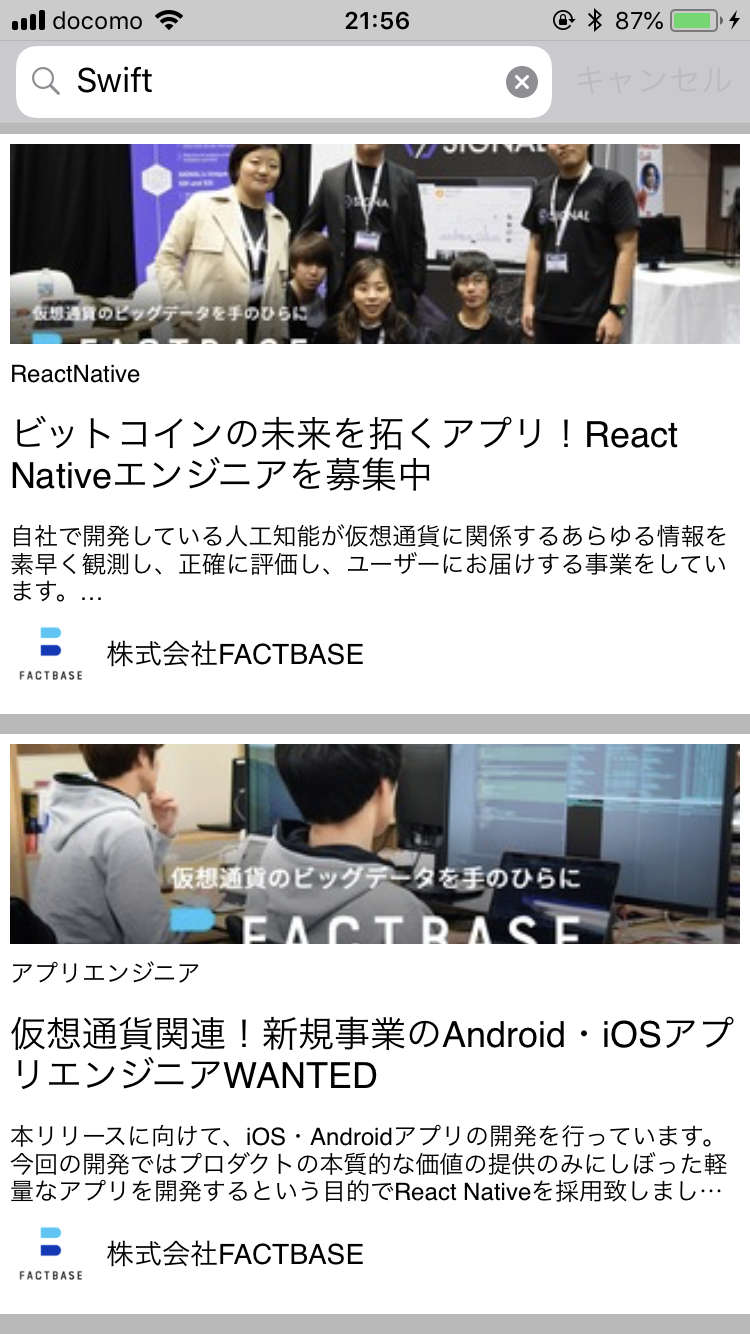 docomo 21:56 87%
Swift キャンセル
SIGNAL
SIGNAL
仮想通貨のビッグデータを手のひらに
FACTBASE
ReactNative
ビットコインの未来を拓くアプリ！React
Nativeエンジニアを募集中
自社で開発している人工知能が仮想通貨に関係するあらゆる情報を
素早く観測し、正確に評価し、ユーザーにお届けする事業をしてい
ます。…
FACTBASE
株式会社FACTBASE
仮想通貨のビッグデータを手のひらに
FACTBASE
アプリエンジニア
仮想通貨関連！新規事業のAndroid・iOSアプ
リエンジニアWANTED
本リリースに向けて、iOS・Androidアプリの開発を行っています。
今回の開発ではプロダクトの本質的な価値の提供のみにしぼった軽
量なアプリを開発するという目的でReact Nativeを採用致しまし…
FACTBASE
株式会社FACTBASE